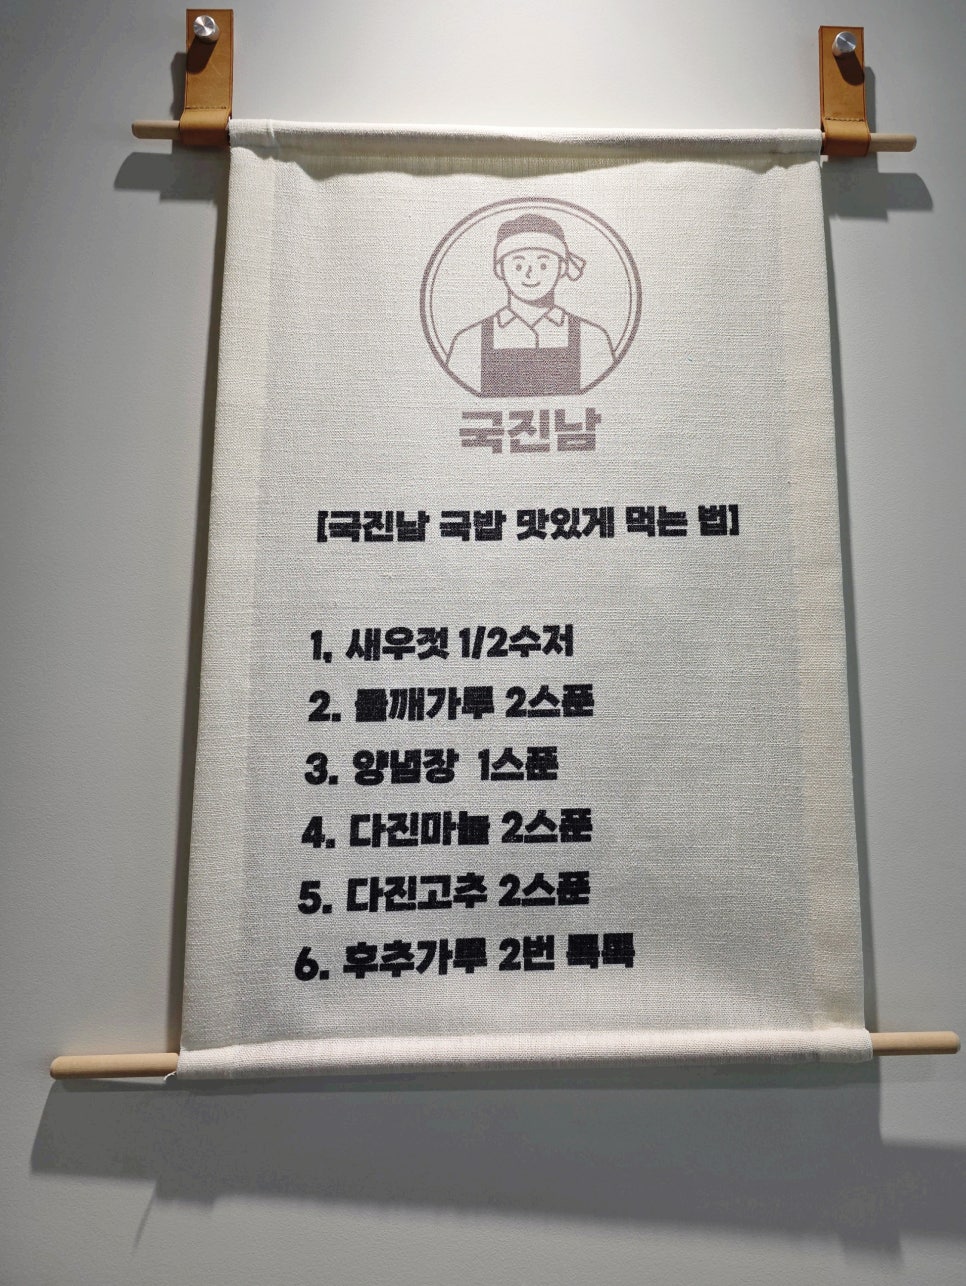 국진남
[국진남 국밥 맛있게 먹는 법]
1, 새우젓 1/2수저
2. 들깨가루 2스푼
3. 양념장 1스푼
4. 다진마늘 2스푼
5. 다진고추 2스푼
6. 후추가루 2번 톡톡